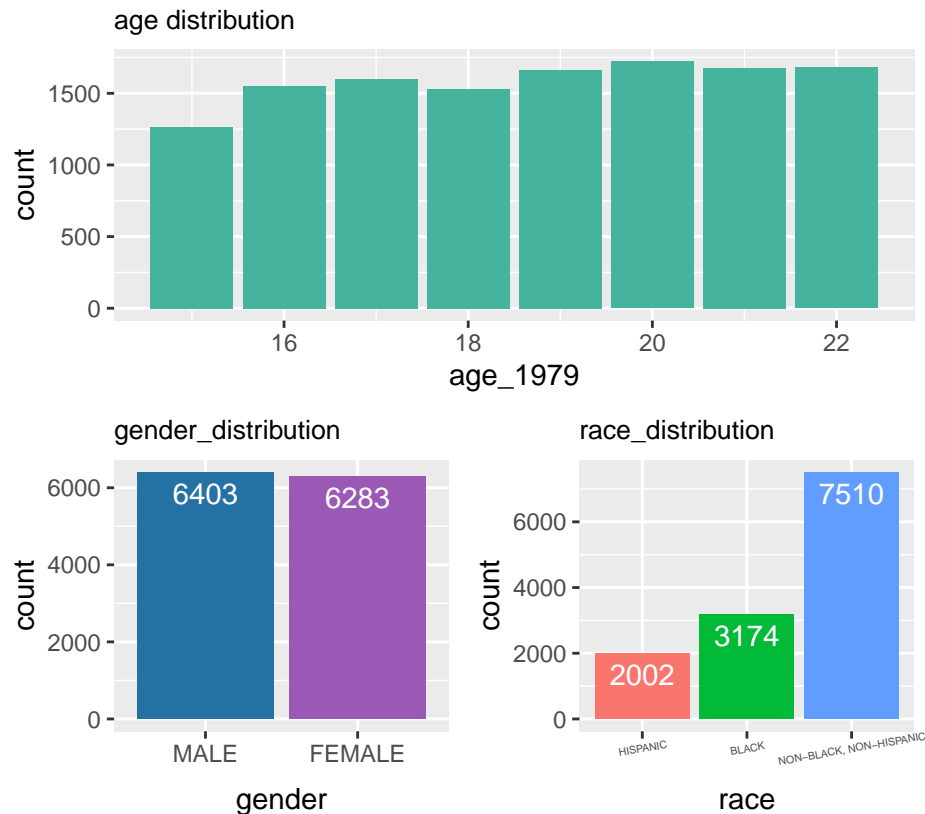 age distribution
count
1500
1000
500
0
16 18 20 22
age_1979
gender_distribution
count
6000
4000
2000
0
6403 6283
MALE FEMALE
gender
race_distribution
count
6000
4000
2000
0
7510
3174
2002
HISPANIC BLACK NON−BLACK, NON−HISPANIC
race